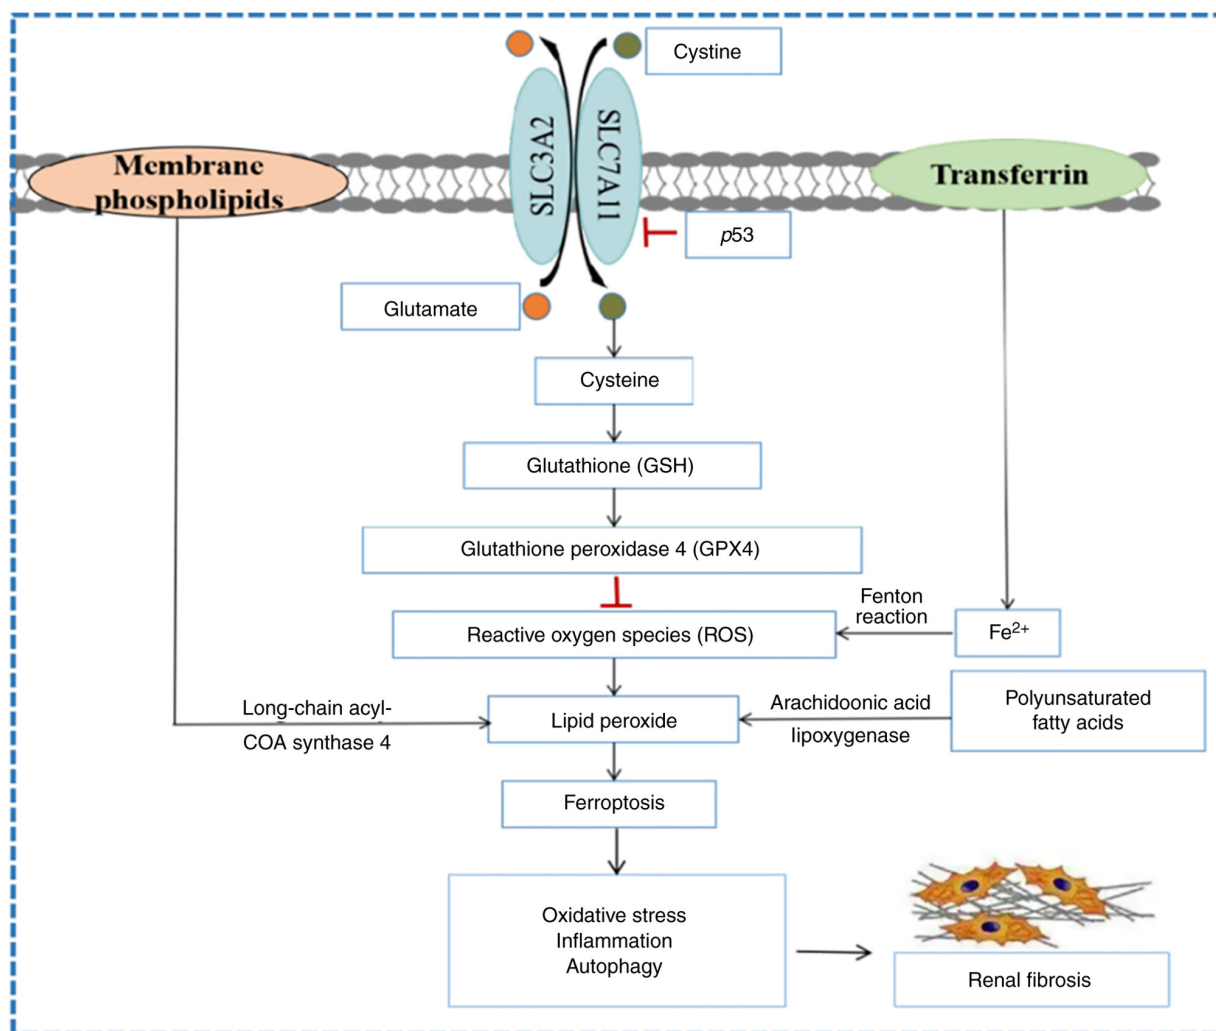 Cystine
SLC3A2
SLC7A11
Membrane
phospholipids
Transferrin
p53
Glutamate
Cysteine
Glutathione (GSH)
Glutathione peroxidase 4 (GPX4)
Fenton
reaction
Reactive oxygen species (ROS)
Fe²⁺
Long-chain acyl-
COA synthase 4
Lipid peroxide
Arachidoonic acid
lipoxygenase
Polyunsaturated
fatty acids
Ferroptosis
Oxidative stress
Inflammation
Autophagy
Renal fibrosis